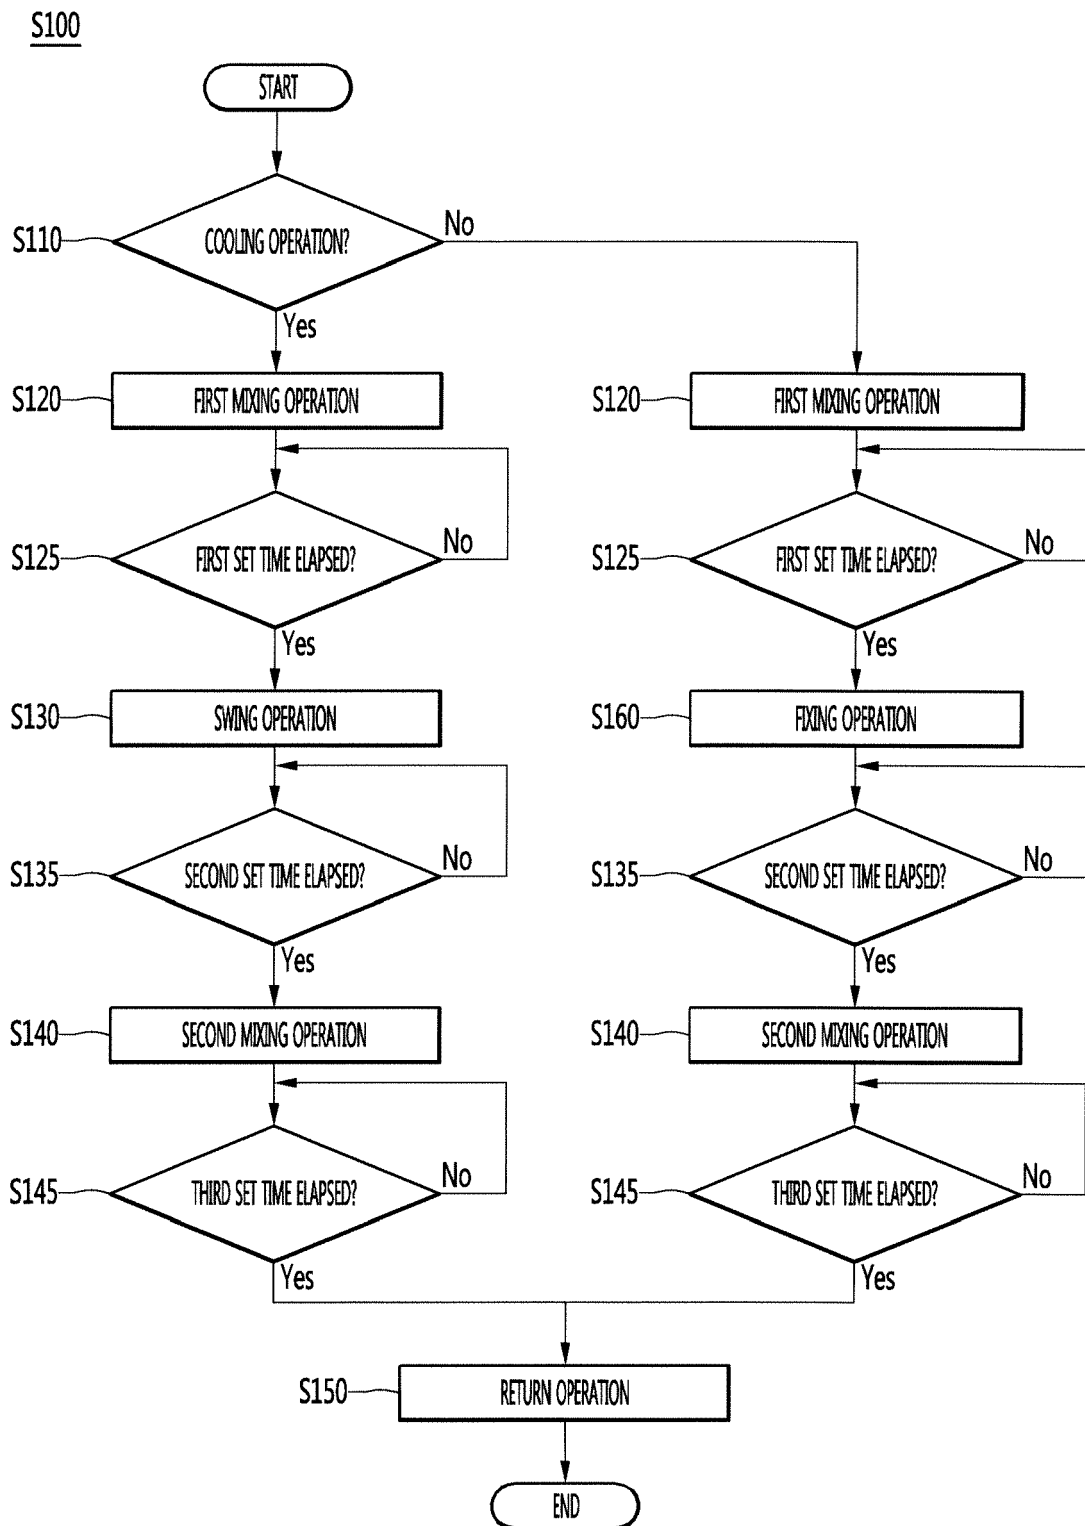 S100
START
S110
COOLING OPERATION?
No
Yes
S120
FIRST MIXING OPERATION
S120
FIRST MIXING OPERATION
S125
FIRST SET TIME ELAPSED?
No
S125
FIRST SET TIME ELAPSED?
No
Yes
Yes
S130
SWING OPERATION
S160
FIXING OPERATION
S135
SECOND SET TIME ELAPSED?
No
S135
SECOND SET TIME ELAPSED?
No
Yes
Yes
S140
SECOND MIXING OPERATION
S140
SECOND MIXING OPERATION
S145
THIRD SET TIME ELAPSED?
No
S145
THIRD SET TIME ELAPSED?
No
Yes
Yes
S150
RETURN OPERATION
END